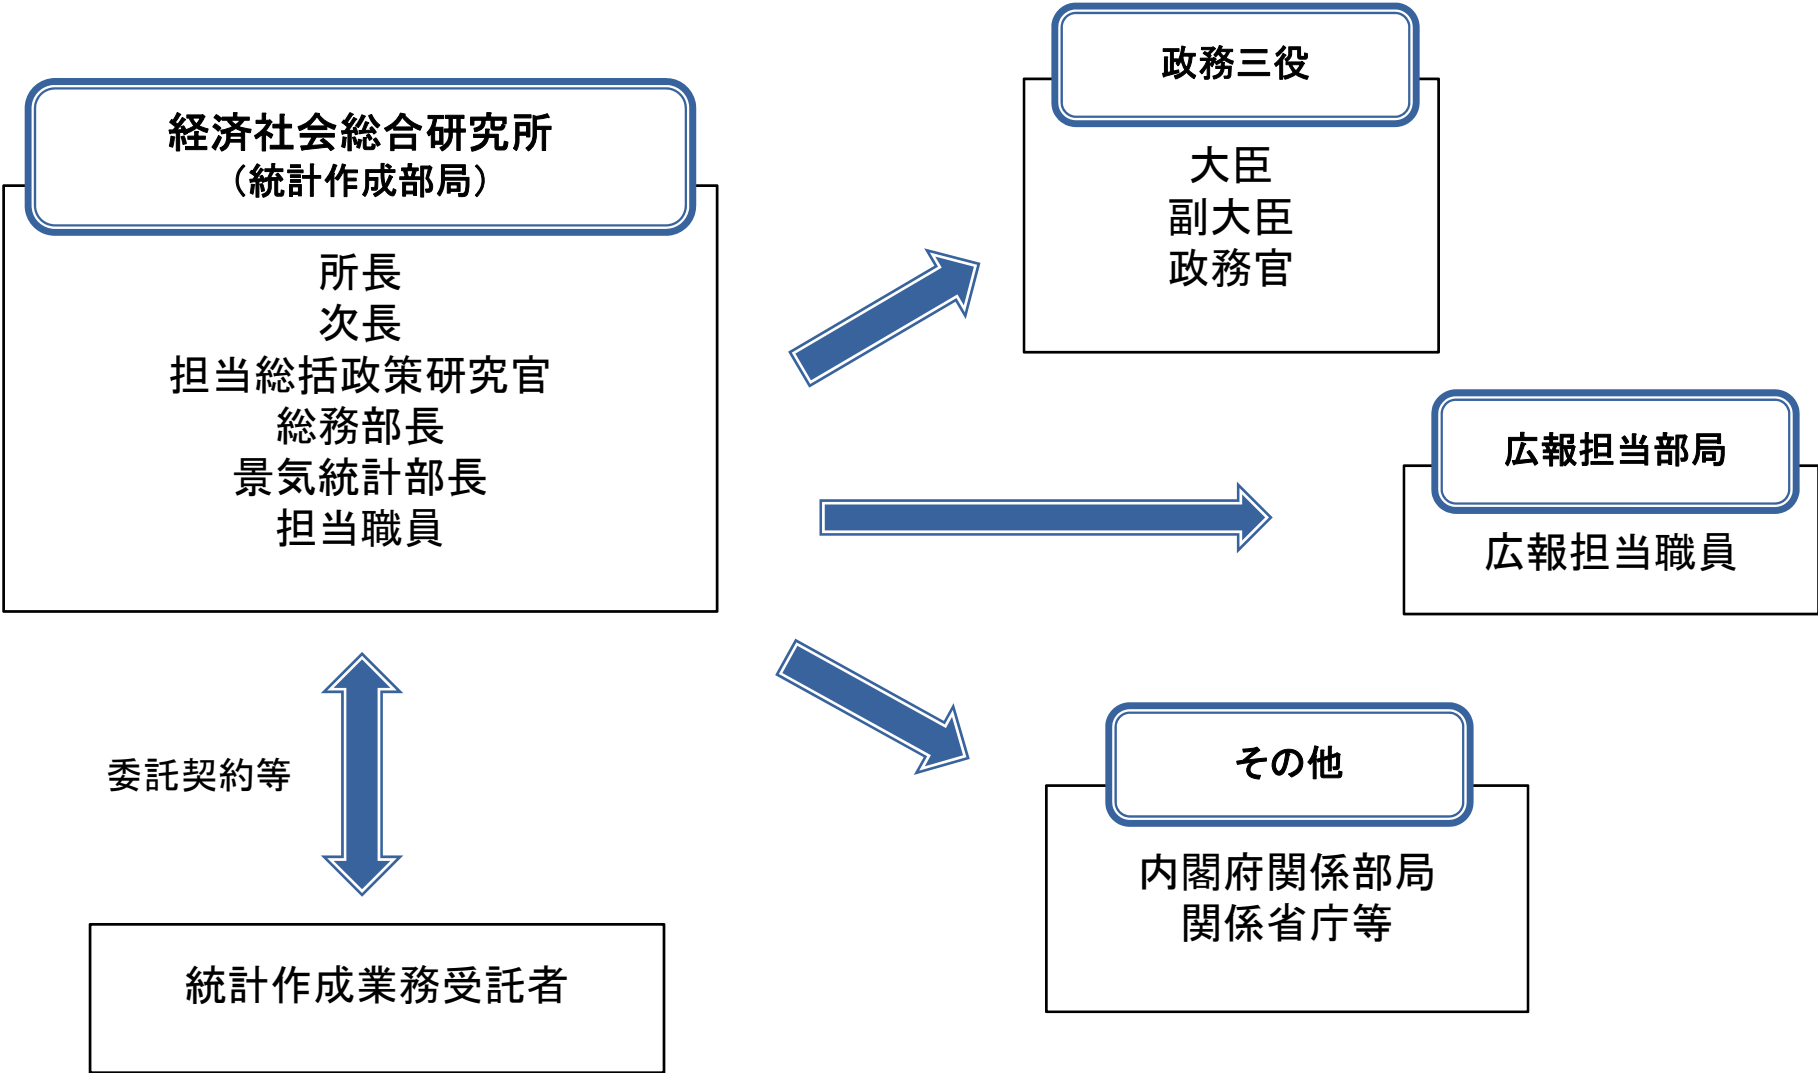 経済社会総合研究所
（統計作成部局）
所長
次長
担当総括政策研究官
総務部長
景気統計部長
担当職員
政務三役
大臣
副大臣
政務官
広報担当部局
広報担当職員
その他
内閣府関係部局
関係省庁等
委託契約等
統計作成業務受託者